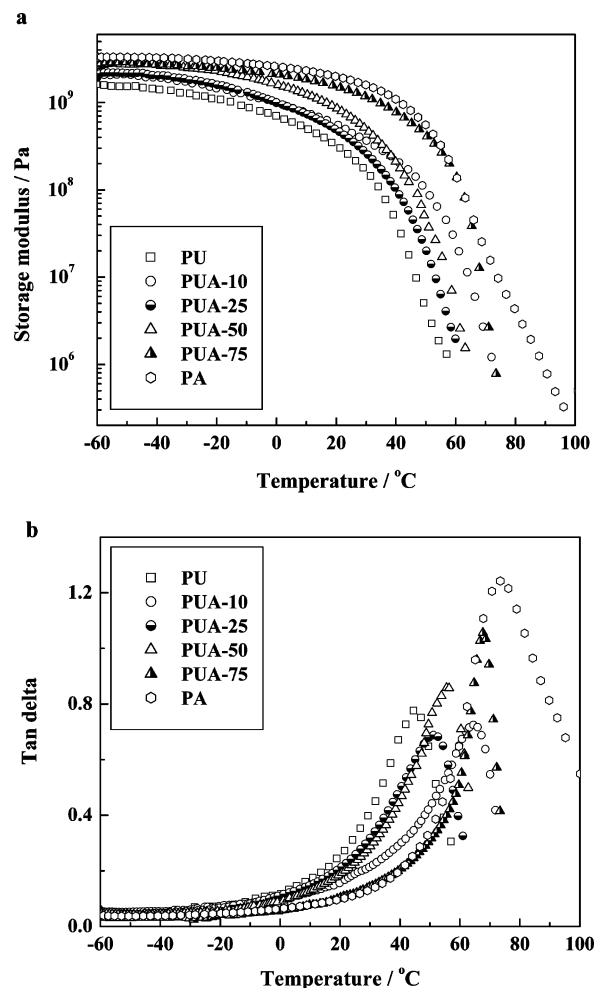 a
10⁹
10⁸
10⁷
10⁶
Storage modulus / Pa
PU
PUA-10
PUA-25
PUA-50
PUA-75
PA
-60 -40 -20 0 20 40 60 80 100
Temperature / °C
b
1.2
0.8
0.4
0.0
Tan delta
PU
PUA-10
PUA-25
PUA-50
PUA-75
PA
-60 -40 -20 0 20 40 60 80 100
Temperature / °C